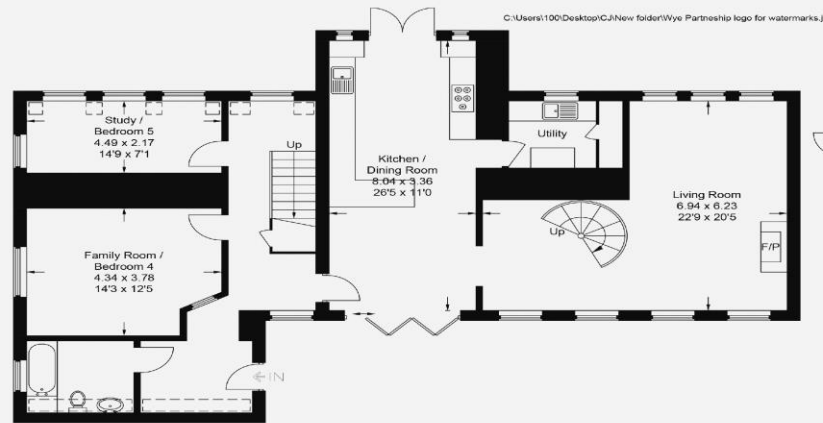 C:\Users\100\Desktop\CJ\New folder\Wye Partneship logo for watermarks.j
Study /
Bedroom 5
4.49 x 2.17
14'9 x 7'1
Up
Kitchen /
Dining Room
8.04 x 3.36
26'5 x 11'0
Utility
Living Room
6.94 x 6.23
22'9 x 20'5
Up
F/P
Family Room /
Bedroom 4
4.34 x 3.78
14'3 x 12'5
IN